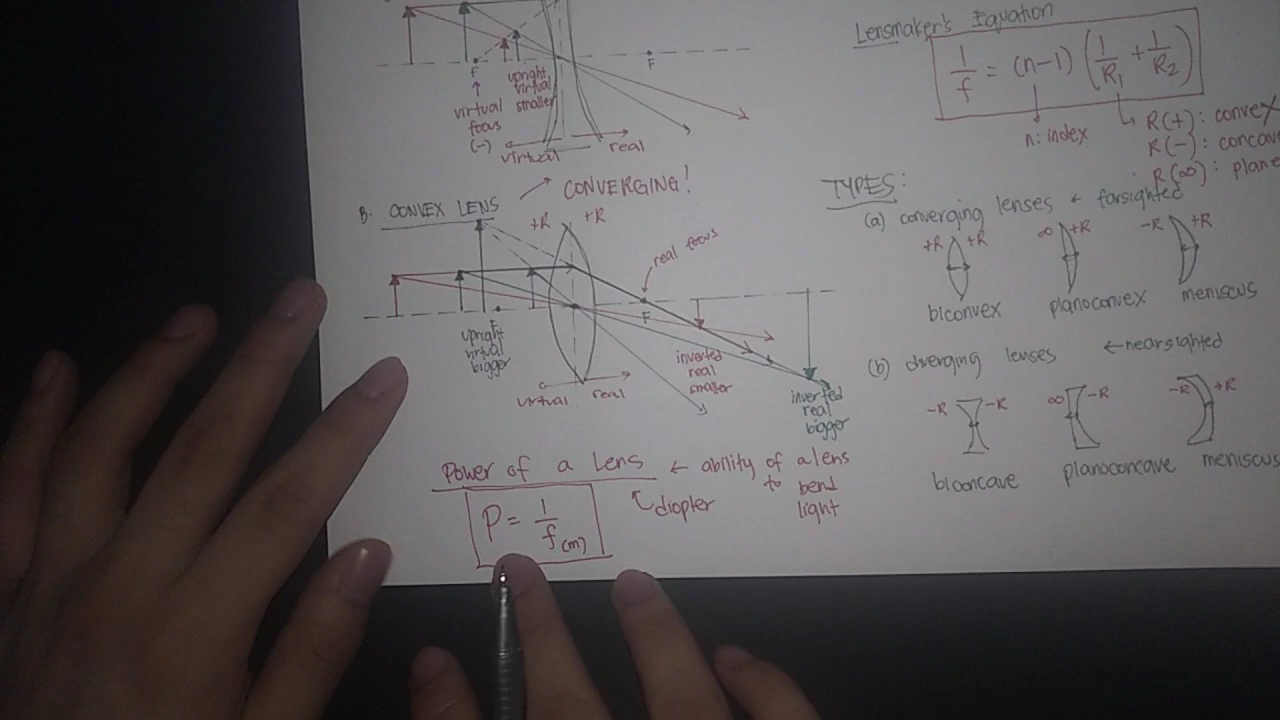 F
F
upright
virtual
smaller
virtual
focus
(-)
virtual
real
B. CONVEX LENS
CONVERGING!
+R
+R
real focus
F
F
upright
virtual
bigger
inverted
real
smaller
inverted
real
bigger
virtual
real
Power of a Lens ← ability of a lens
to bend
light
diopter
P = 1/f(m)
Lensmaker's Equation
1/f = (n-1) (1/R₁ + 1/R₂)
n: index
R(+): convex
R(-): concav
R(∞): plane
TYPES:
(a) converging lenses ← farsighted
+R +R
∞ +R
-R +R
biconvex
planoconvex
meniscus
(b) diverging lenses ← nearsighted
-R -R
∞ -R
-R +R
biconcave
planoconcave
meniscus